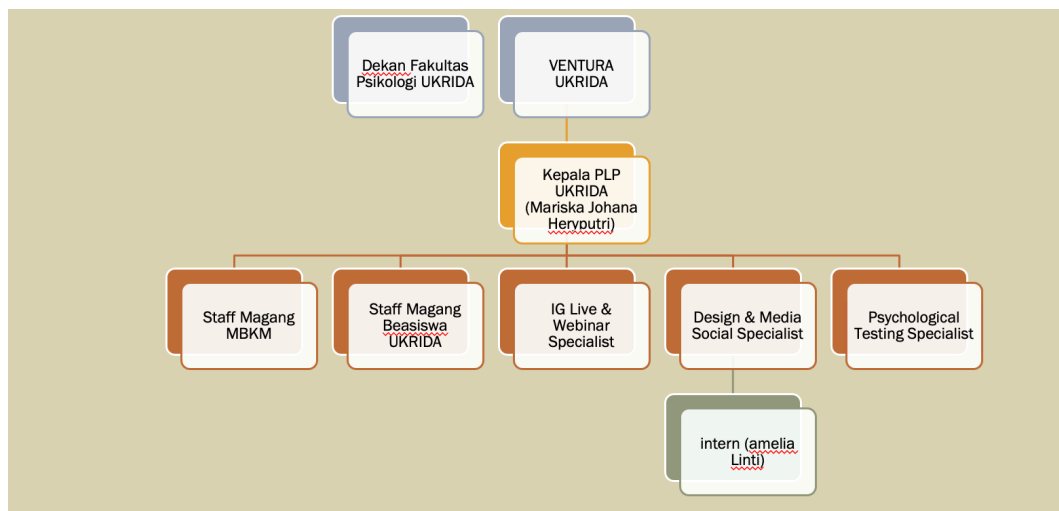 Dekan Fakultas
Psikologi UKRIDA
VENTURA
UKRIDA
Kepala PLP
UKRIDA
(Mariska Johana
Heryputri)
Staff Magang
MBKM
Staff Magang
Beasiswa
UKRIDA
IG Live &
Webinar
Specialist
Design & Media
Social Specialist
Psychological
Testing Specialist
intern (amelia
Linti)